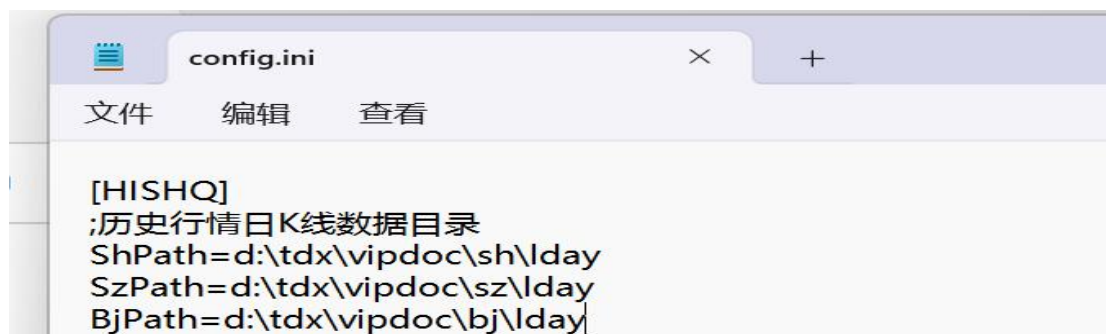 config.ini
文件 编辑 查看
[HISHQ]
;历史行情日K线数据目录
ShPath=d:\tdx\vipdoc\sh\lday
SzPath=d:\tdx\vipdoc\sz\lday
BjPath=d:\tdx\vipdoc\bj\lday